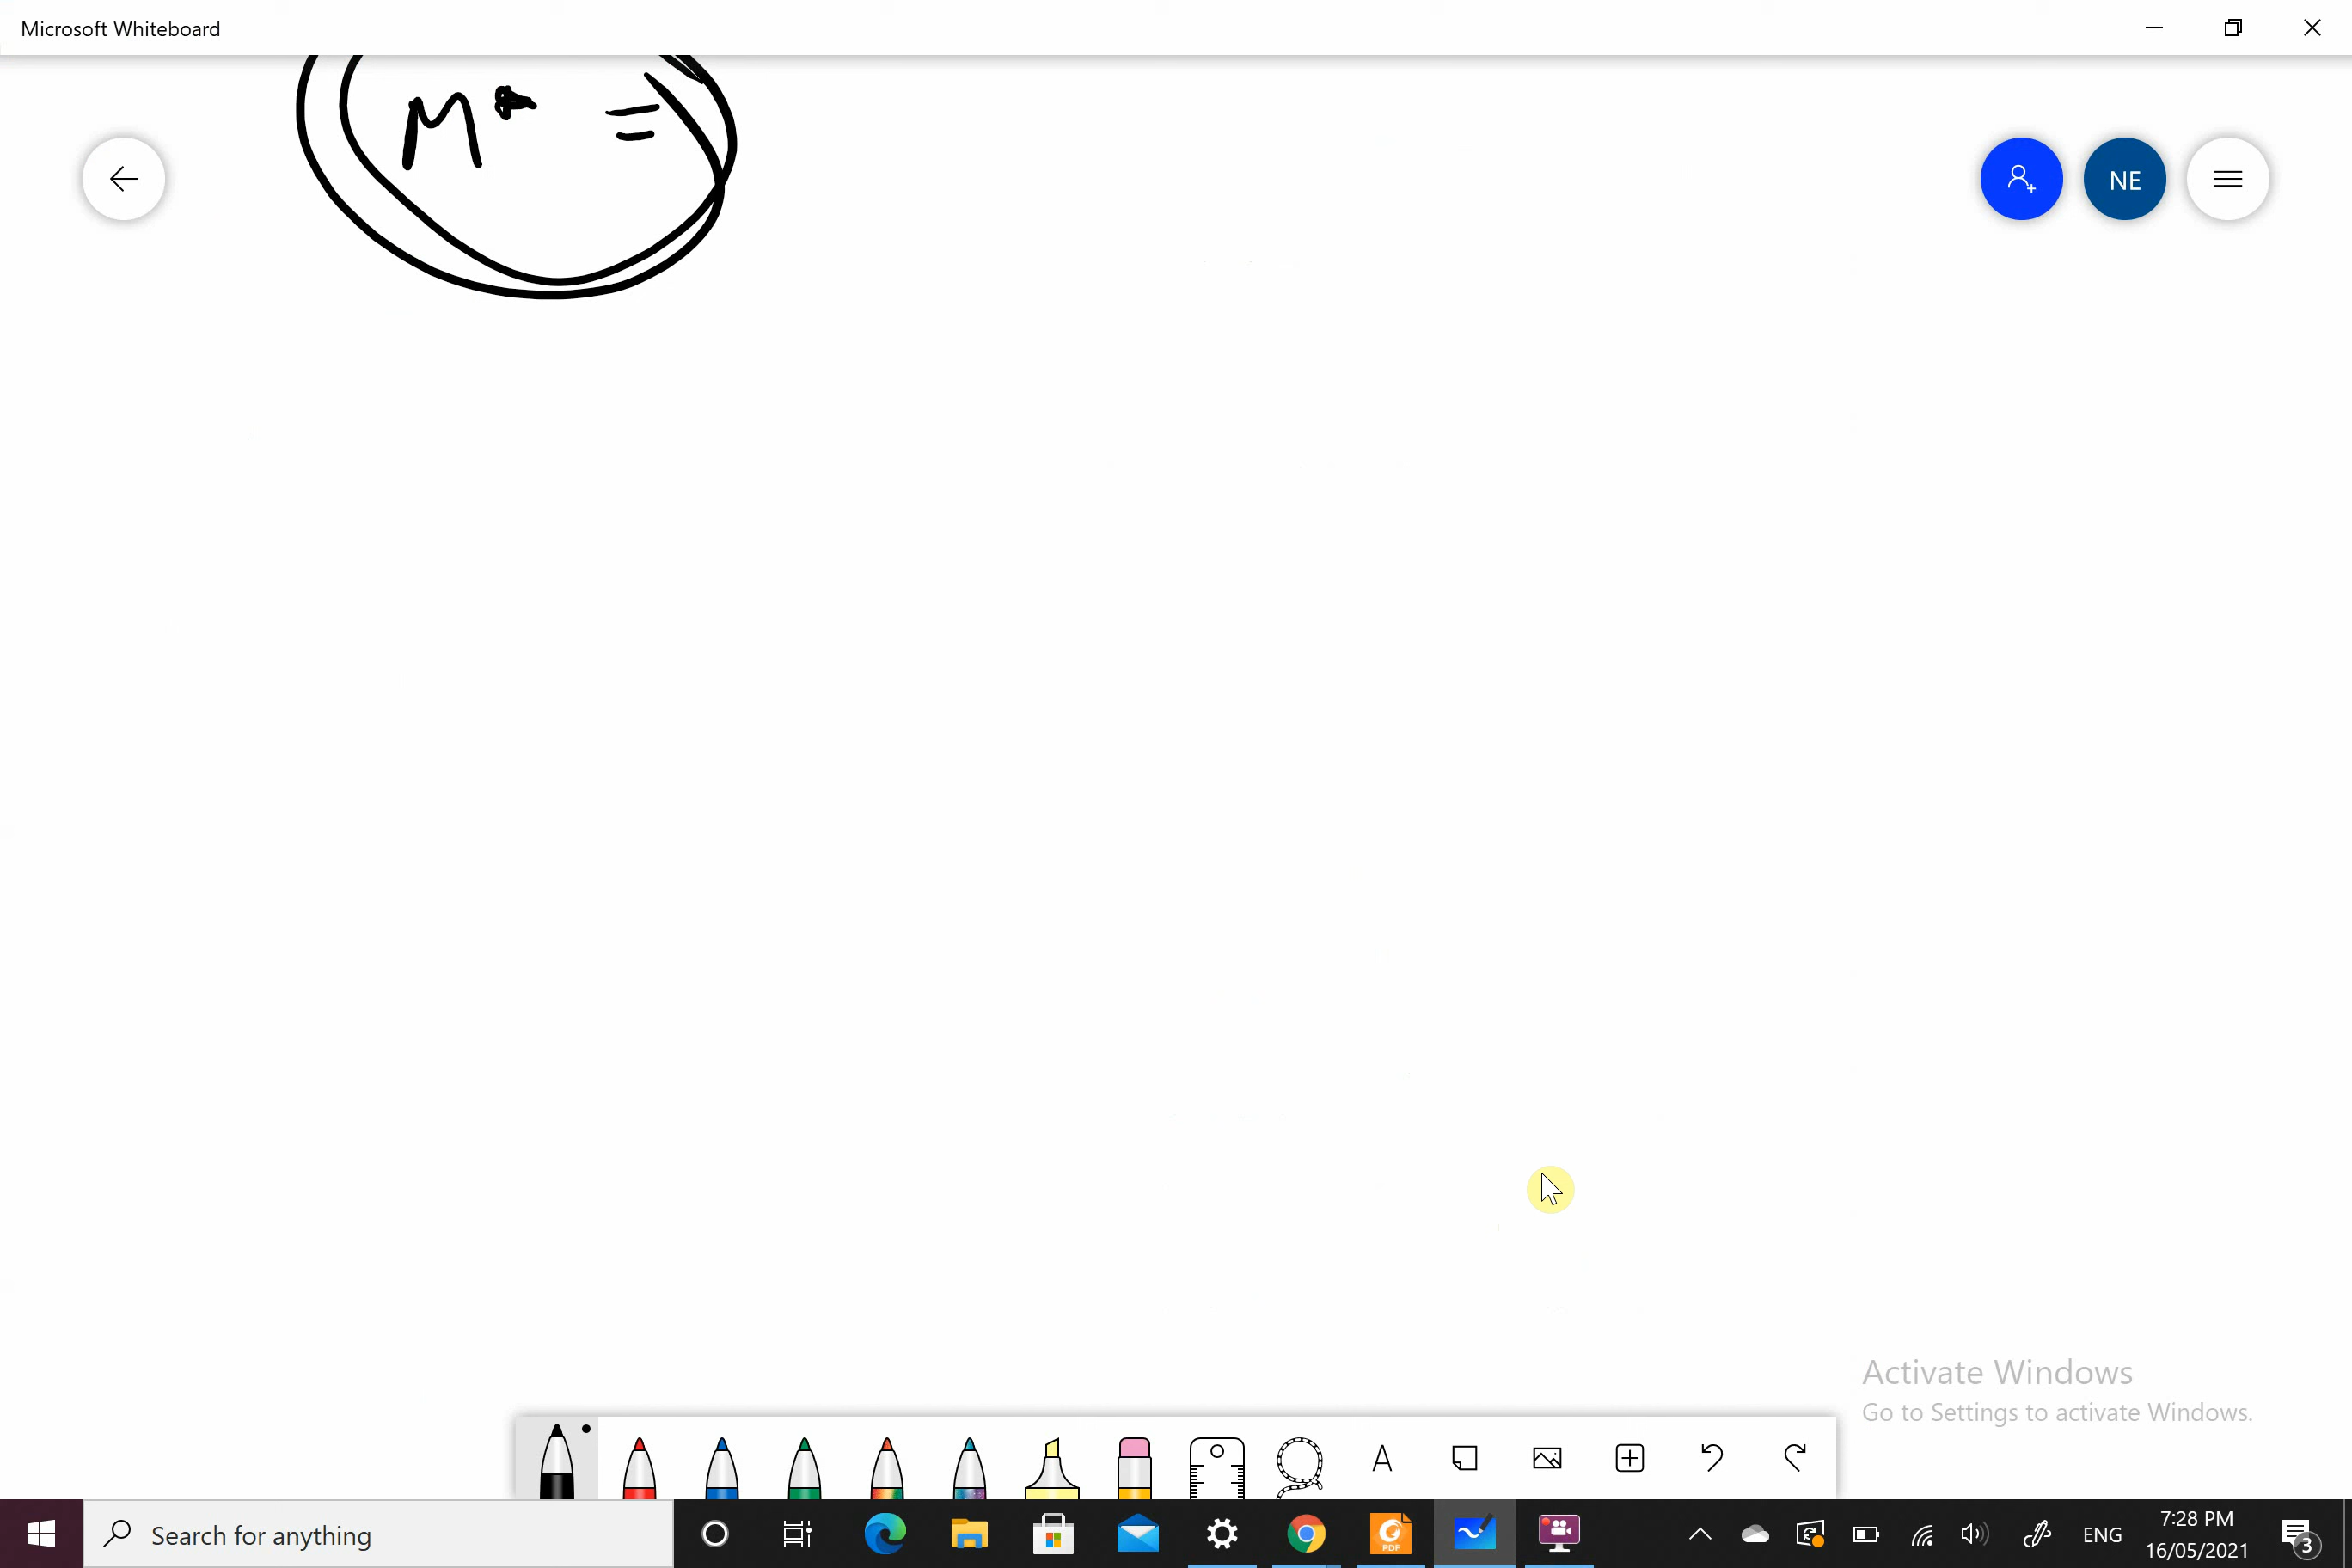 Microsoft Whiteboard
M* =
NE
A
Activate Windows
Go to Settings to activate Windows.
Search for anything
PDF
ENG
7:28 PM
16/05/2021
3